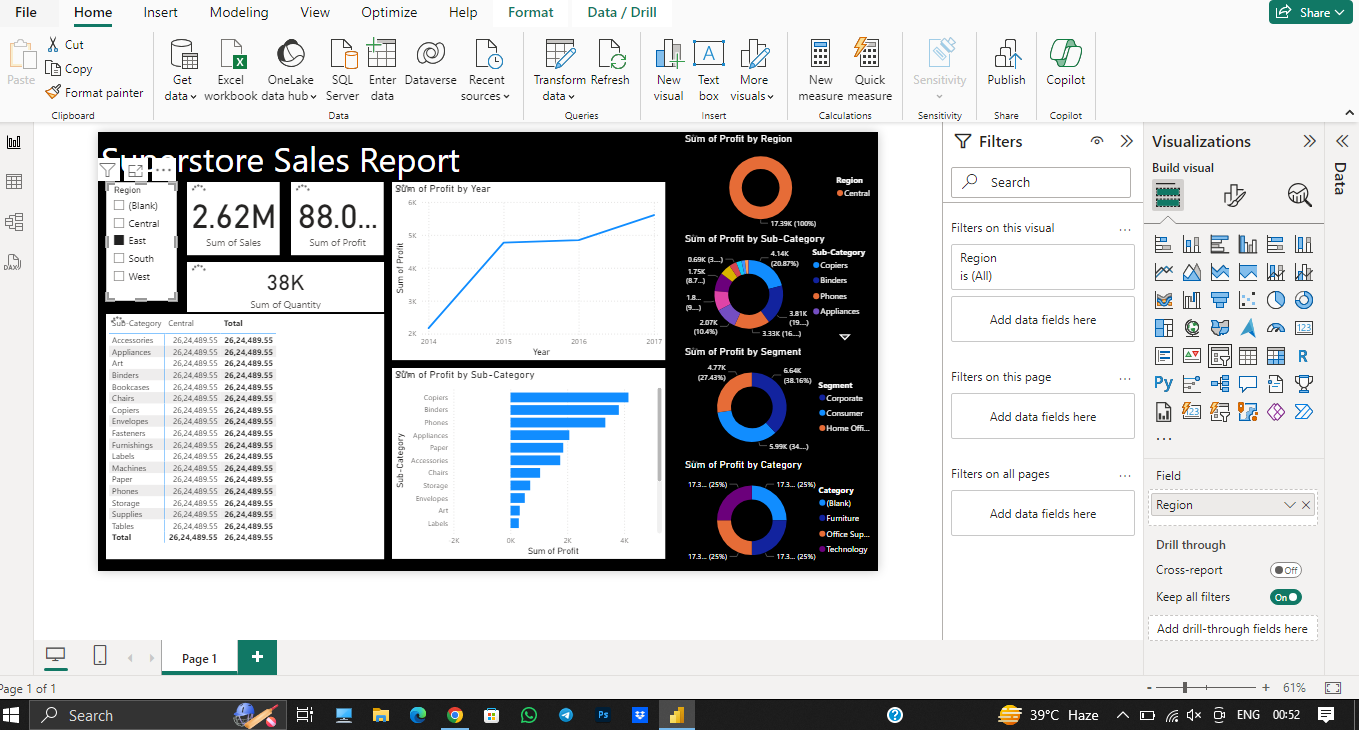 File Home Insert Modeling View Optimize Help Format Data / Drill Share
Paste Cut
Copy
Format painter
Get data Excel workbook OneLake data hub SQL Server Enter data Dataverse Recent sources
Transform data Refresh New visual Text box More visuals New measure Quick measure Sensitivity Publish Copilot
Clipboard Data Queries Insert Calculations Sensitivity Share Copilot
Superstore Sales Report
Region
(Blank)
Central
East
South
West
2.62M
Sum of Sales
88.0...
Sum of Profit
38K
Sum of Quantity
Sub-Category Central Total
Accessories 26,24,489.55 26,24,489.55
Appliances 26,24,489.55 26,24,489.55
Art 26,24,489.55 26,24,489.55
Binders 26,24,489.55 26,24,489.55
Bookcases 26,24,489.55 26,24,489.55
Chairs 26,24,489.55 26,24,489.55
Copiers 26,24,489.55 26,24,489.55
Envelopes 26,24,489.55 26,24,489.55
Fasteners 26,24,489.55 26,24,489.55
Furnishings 26,24,489.55 26,24,489.55
Labels 26,24,489.55 26,24,489.55
Machines 26,24,489.55 26,24,489.55
Paper 26,24,489.55 26,24,489.55
Phones 26,24,489.55 26,24,489.55
Storage 26,24,489.55 26,24,489.55
Supplies 26,24,489.55 26,24,489.55
Tables 26,24,489.55 26,24,489.55
Total 26,24,489.55 26,24,489.55
Sum of Profit by Year
6K
5K
4K
3K
2K
Sum of Profit
2014 2015 2016 2017
Year
Sum of Profit by Sub-Category
Sub-Category
Copiers
Binders
Phones
Appliances
Paper
Accessories
Chairs
Storage
Envelopes
Art
Labels
2K 0K 2K 4K
Sum of Profit
Sum of Profit by Region
Region
Central
17.39K (100%)
Sum of Profit by Sub-Category
4.14K (20.87%)
3.81K (19....)
3.33K (16....)
2.07K (10.4%)
1.8... (9....)
1.75K (8.7...)
0.69K (3....)
Sub-Category
Copiers
Binders
Phones
Appliances
Sum of Profit by Segment
4.77K (27.43%)
6.64K (38.16%)
5.99K (34....)
Segment
Corporate
Consumer
Home Offi...
Sum of Profit by Category
17.3... (25%) 17.3... (25%)
17.3... (25%) 17.3... (25%)
Category
(Blank)
Furniture
Office Sup...
Technology
Filters
Search
Filters on this visual ...
Region
is (All)
Add data fields here
Filters on this page ...
Add data fields here
Filters on all pages ...
Add data fields here
Visualizations
Build visual
123
R
Py
123
...
Field
Region
Drill through
Cross-report Off
Keep all filters On
Add drill-through fields here
Data
DAX
Page 1 +
Page 1 of 1
- + 61%
Search
Ps
39°C Haze ENG 00:52